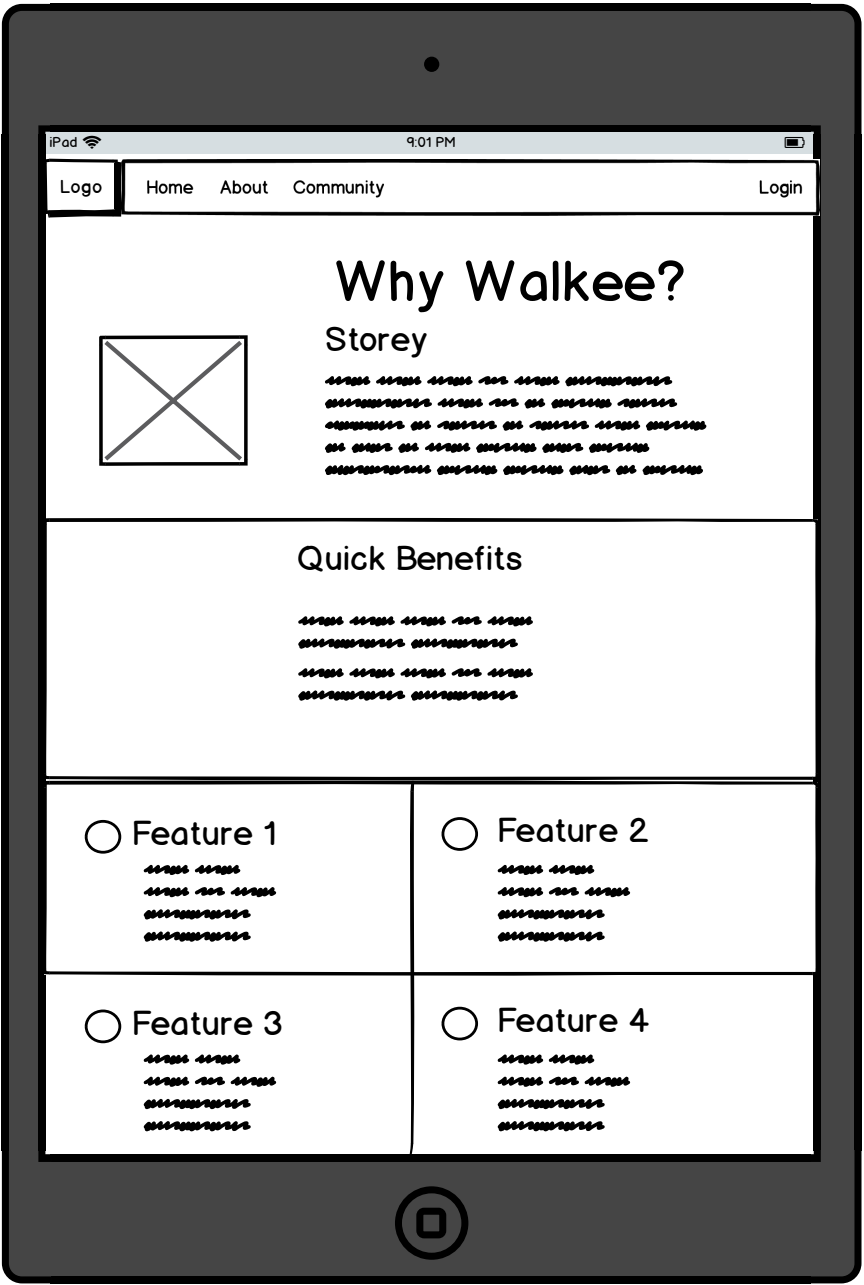 iPad 9:01 PM
Logo Home About Community Login
Why Walkee?
Storey
Quick Benefits
Feature 1
Feature 2
Feature 3
Feature 4